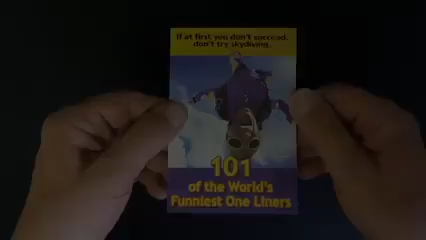 If at first you don't succeed,
don't try skydiving.
101
of the World's
Funniest One Liners